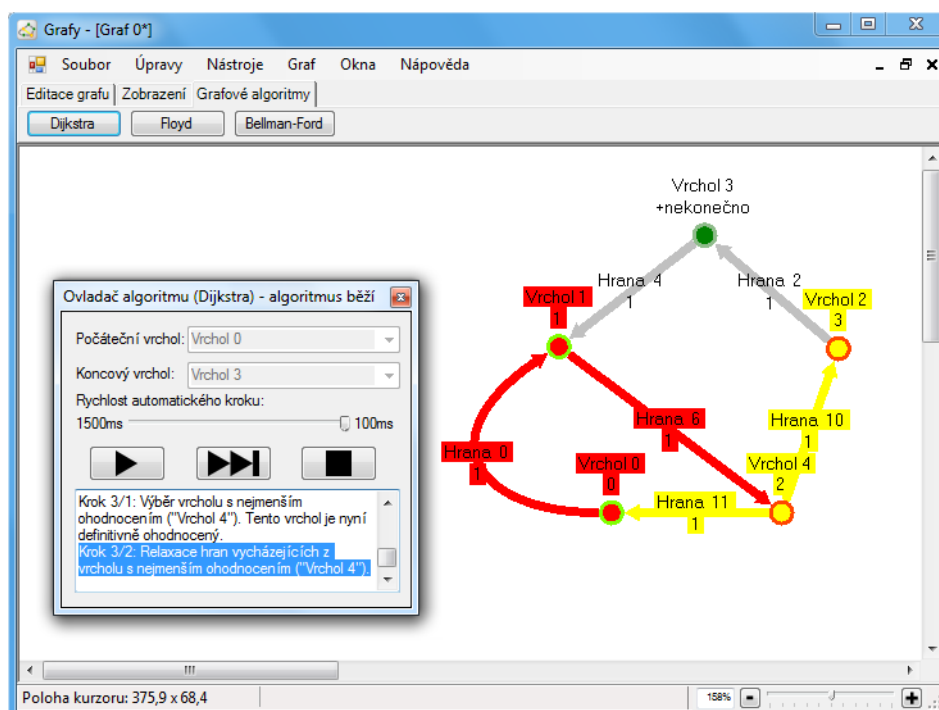 Grafy - [Graf 0*]
Soubor Úpravy Nástroje Graf Okna Nápověda
Editace grafu Zobrazení Grafové algoritmy
Dijkstra Floyd Bellman-Ford
Vrchol 3
+nekonečno
Hrana 4
1
Hrana 2
1
Vrchol 1
1
Vrchol 2
3
Hrana 6
1
Hrana 10
1
Hrana 0
1
Vrchol 0
0
Vrchol 4
2
Hrana 11
1
Ovladač algoritmu (Dijkstra) - algoritmus běží
Počáteční vrchol: Vrchol 0
Koncový vrchol: Vrchol 3
Rychlost automatického kroku:
1500ms 100ms
Krok 3/1: Výběr vrcholu s nejmenším
ohodnocením ("Vrchol 4"). Tento vrchol je nyní
definitivně ohodnocený.
Krok 3/2: Relaxace hran vycházejících z
vrcholu s nejmenším ohodnocením ("Vrchol 4").
Poloha kurzoru: 375,9 x 68,4
158%